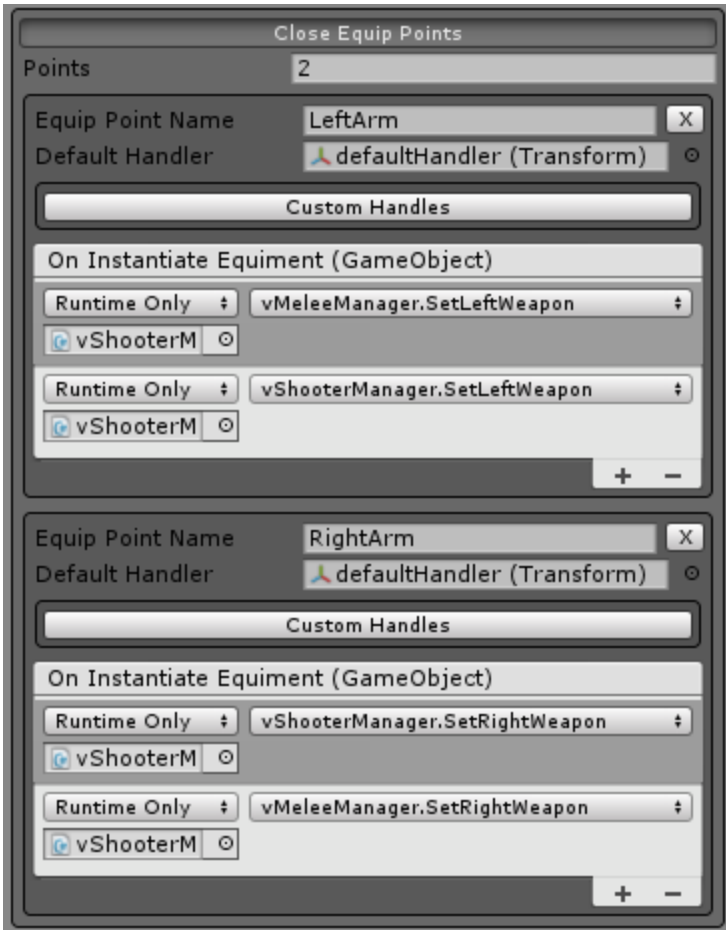 Close Equip Points
Points 2
Equip Point Name LeftArm X
Default Handler defaultHandler (Transform)
Custom Handles
On Instantiate Equiment (GameObject)
Runtime Only vMeleeManager.SetLeftWeapon
vShooterM
Runtime Only vShooterManager.SetLeftWeapon
vShooterM
+ −
Equip Point Name RightArm X
Default Handler defaultHandler (Transform)
Custom Handles
On Instantiate Equiment (GameObject)
Runtime Only vShooterManager.SetRightWeapon
vShooterM
Runtime Only vMeleeManager.SetRightWeapon
vShooterM
+ −